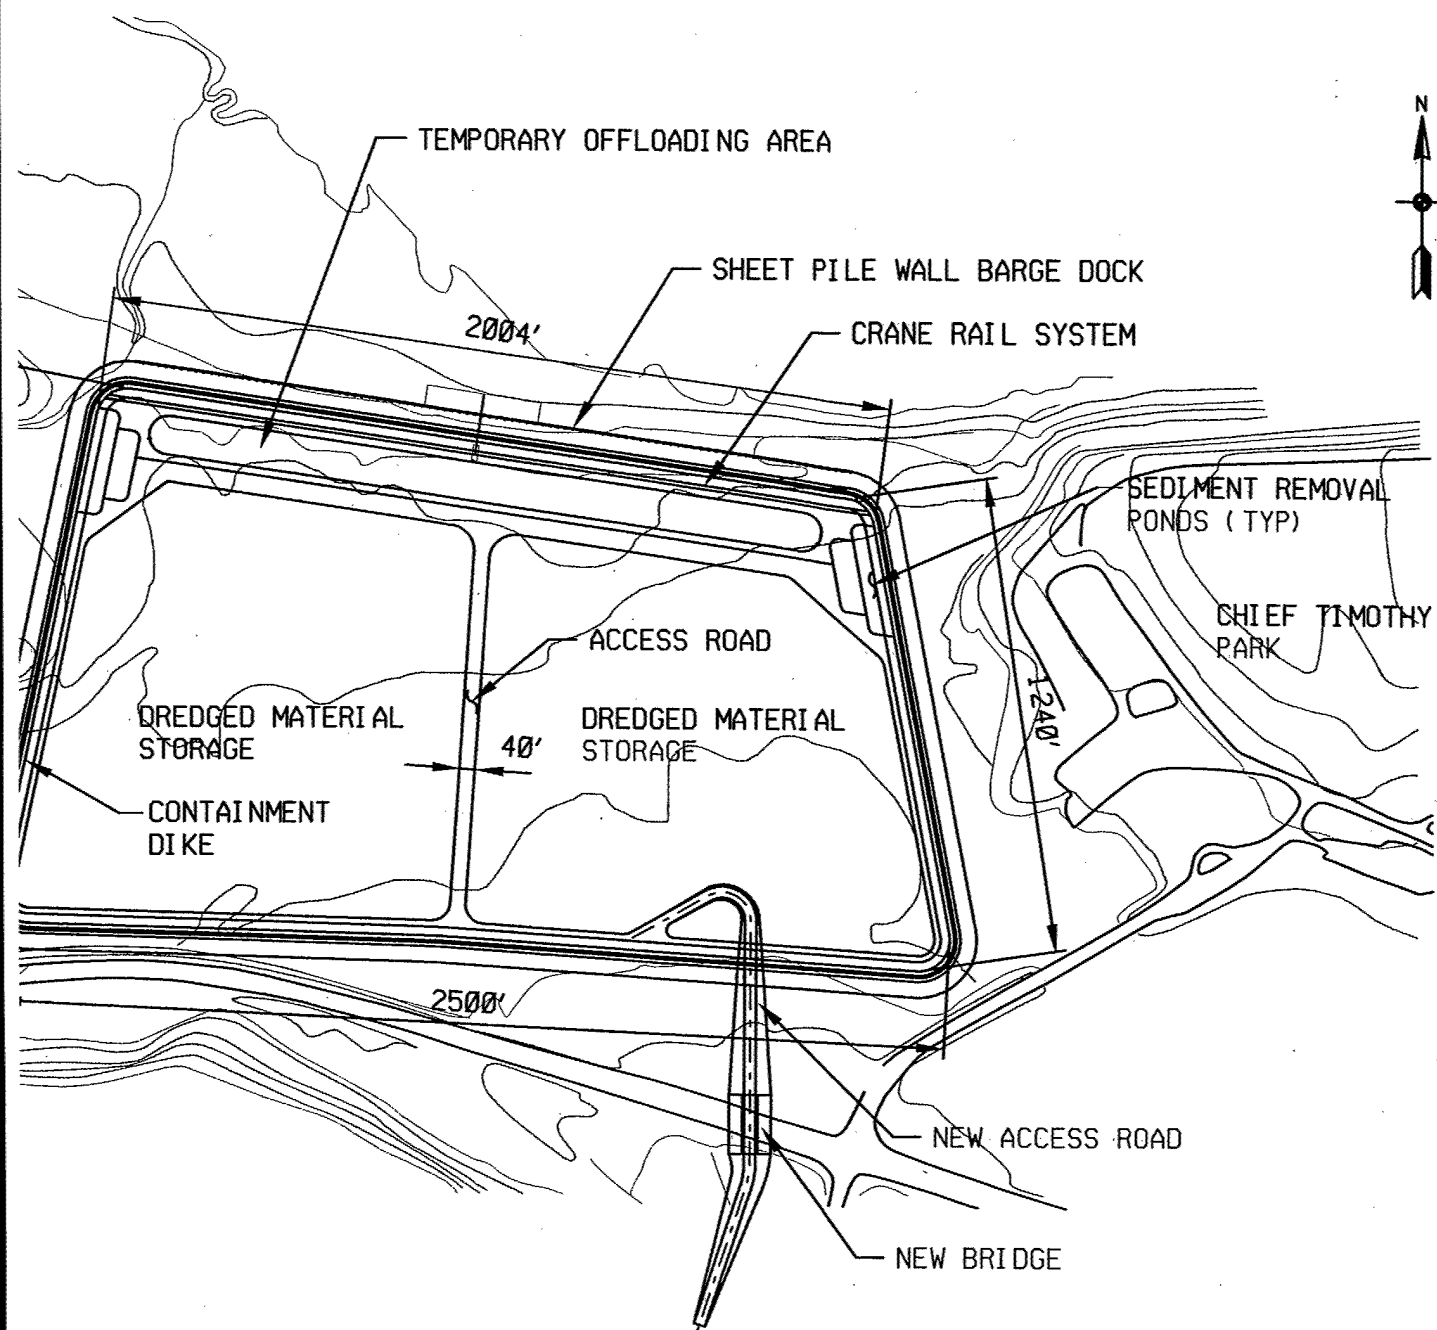 N
TEMPORARY OFFLOADING AREA
SHEET PILE WALL BARGE DOCK
2004'
CRANE RAIL SYSTEM
SEDIMENT REMOVAL
PONDS (TYP)
CHIEF TIMOTHY
PARK
ACCESS ROAD
1240'
DREDGED MATERIAL
STORAGE
40'
DREDGED MATERIAL
STORAGE
CONTAINMENT
DIKE
2500'
NEW ACCESS ROAD
NEW BRIDGE